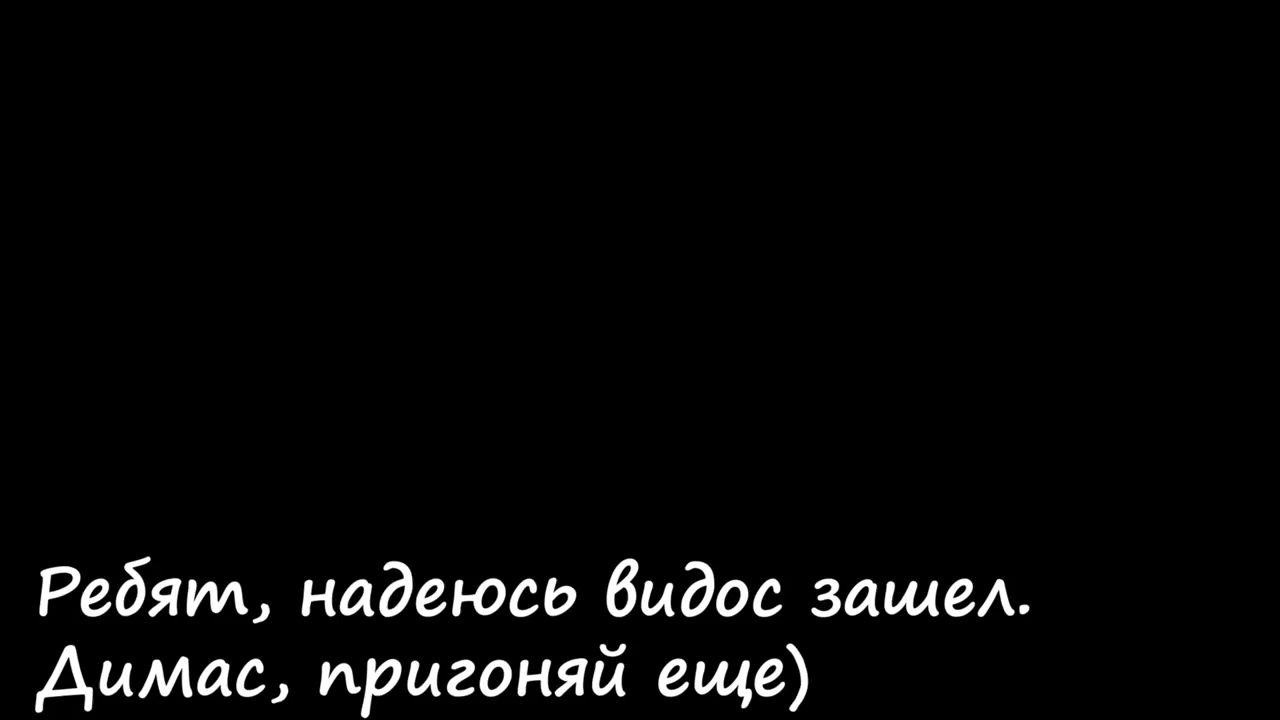 Ребят, надеюсь видос зашел.
Димас, пригоняй еще)